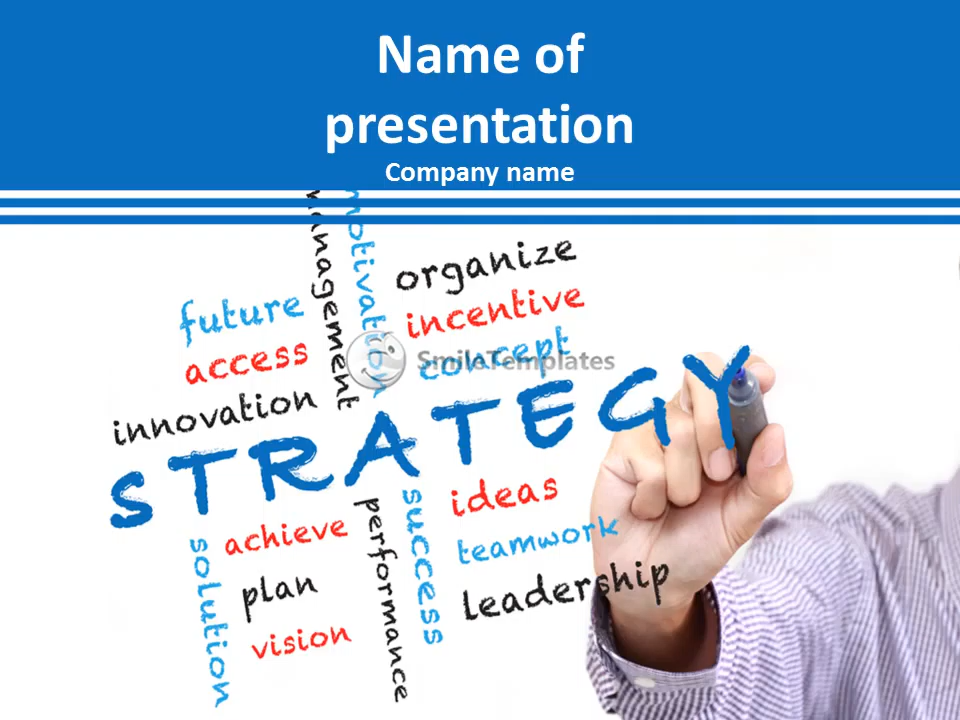 Name of
presentation
Company name
management
motivation
organize
future
incentive
access
concept
SmileTemplates
innovation
STRATEGY
ideas
achieve
performance
success
teamwork
solution
plan
leadership
vision